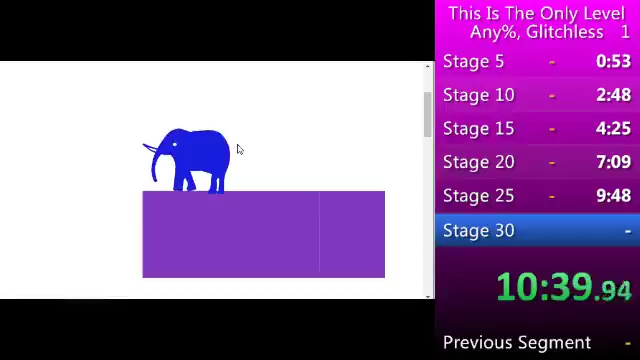 This Is The Only Level
Any%, Glitchless 1
Stage 5 - 0:53
Stage 10 - 2:48
Stage 15 - 4:25
Stage 20 - 7:09
Stage 25 - 9:48
Stage 30 -
10:39.94
Previous Segment -